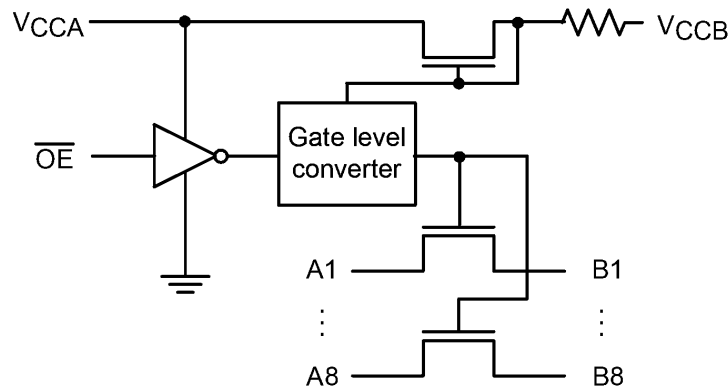 VCCA
VCCB
OE
Gate level
converter
A1
B1
A8
B8